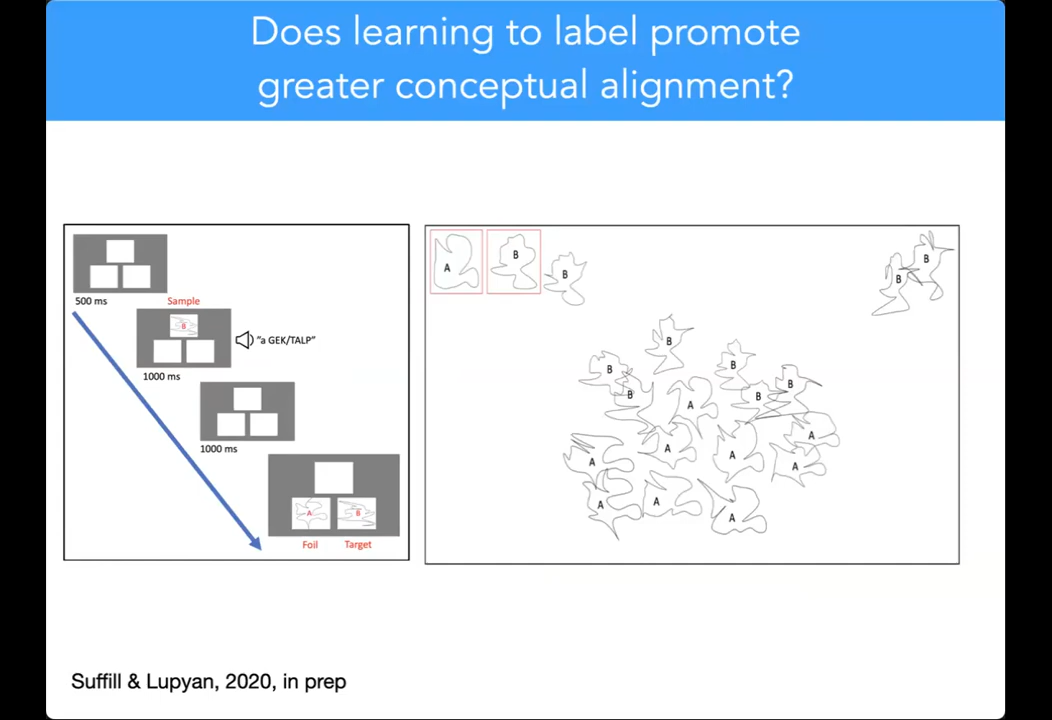 Does learning to label promote
greater conceptual alignment?
500 ms
Sample
B
"a GEK/TALP"
1000 ms
1000 ms
A
B
Foil
Target
A
B
B
B
B
B
B
B
B
B
B
A
B
A
A
A
A
A
A
A
A
Suffill & Lupyan, 2020, in prep